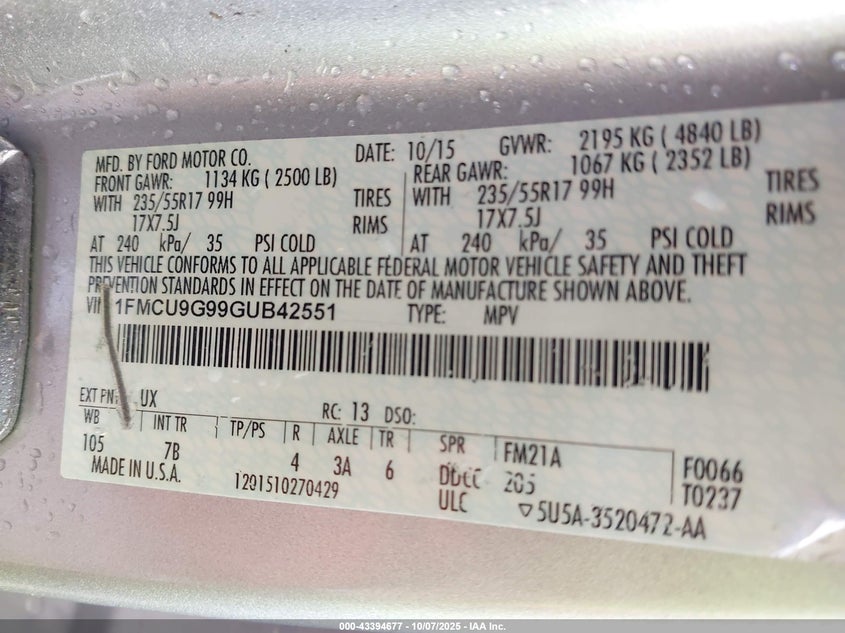 MFD. BY FORD MOTOR CO. DATE: 10/15 GVWR: 2195 KG ( 4840 LB)
FRONT GAWR: 1134 KG ( 2500 LB) REAR GAWR: 1067 KG ( 2352 LB)
WITH 235/55R17 99H TIRES WITH 235/55R17 99H TIRES
17X7.5J RIMS 17X7.5J RIMS
AT 240 kPa/ 35 PSI COLD AT 240 kPa/ 35 PSI COLD
THIS VEHICLE CONFORMS TO ALL APPLICABLE FEDERAL MOTOR VEHICLE SAFETY AND THEFT
PREVENTION STANDARDS IN EFFECT ON THE DATE OF MANUFACTURE SHOWN ABOVE.
VIN 1FMCU9G99GUB42551 TYPE: MPV
EXT PNT: UX RC: 13 DSO:
WB INT TR TP/PS R AXLE TR SPR FM21A F0066
105 7B 4 3A 6 205 T0237
MADE IN U.S.A. 1201510270429 ULC ▽5U5A-3520472-AA
000-43394677 - 10/07/2025 - IAA Inc.